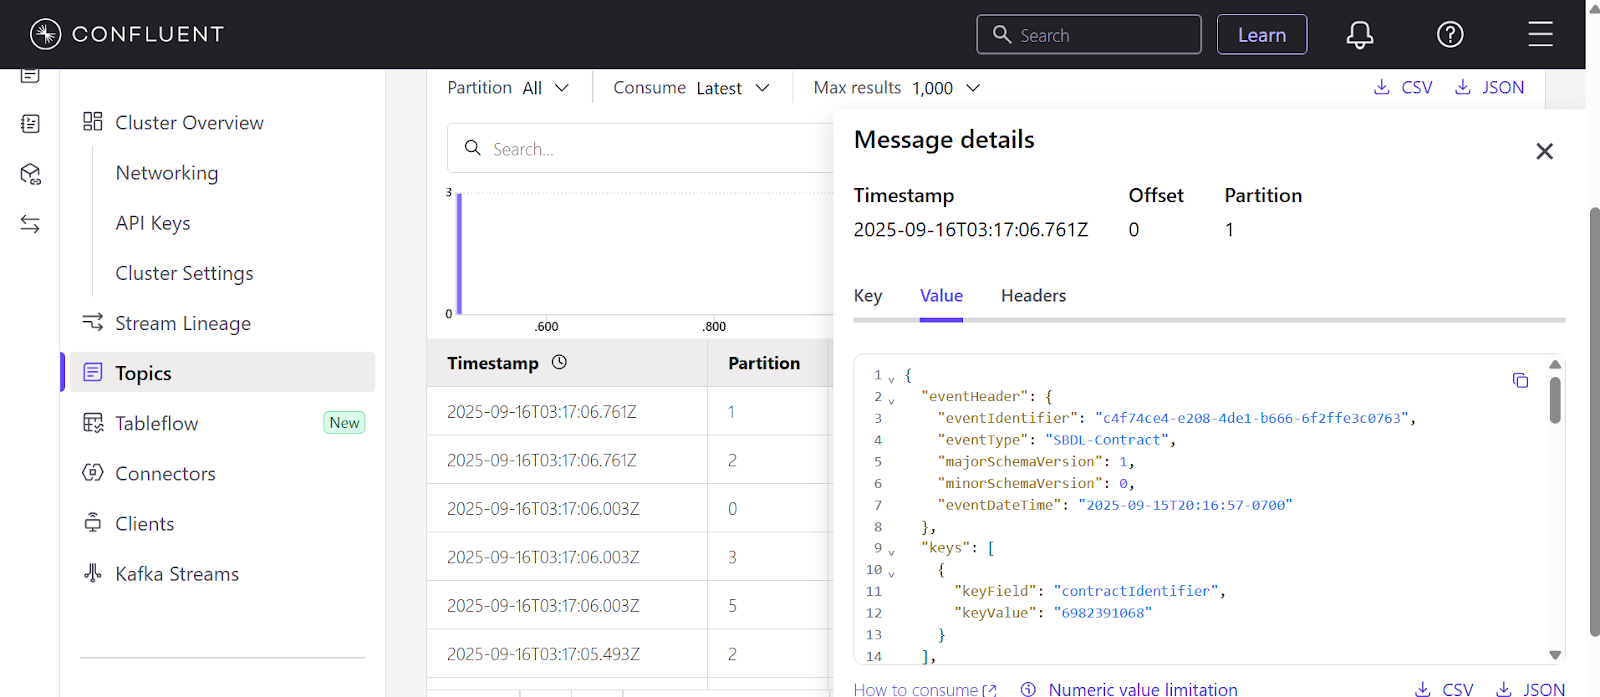 CONFLUENT
Search
Learn
Cluster Overview
Networking
API Keys
Cluster Settings
Stream Lineage
Topics
Tableflow New
Connectors
Clients
Kafka Streams
Partition All Consume Latest Max results 1,000 CSV JSON
Search...
3
0
.600 .800
Timestamp Partition
2025-09-16T03:17:06.761Z 1
2025-09-16T03:17:06.761Z 2
2025-09-16T03:17:06.003Z 0
2025-09-16T03:17:06.003Z 3
2025-09-16T03:17:06.003Z 5
2025-09-16T03:17:05.493Z 2
Message details
Timestamp Offset Partition
2025-09-16T03:17:06.761Z 0 1
Key Value Headers
1 {
2 "eventHeader": {
3 "eventIdentifier": "c4f74ce4-e208-4de1-b666-6f2ffe3c0763",
4 "eventType": "SBDL-Contract",
5 "majorSchemaVersion": 1,
6 "minorSchemaVersion": 0,
7 "eventDateTime": "2025-09-15T20:16:57-0700"
8 },
9 "keys": [
10 {
11 "keyField": "contractIdentifier",
12 "keyValue": "6982391068"
13 }
14 ],
How to consume Numeric value limitation CSV JSON